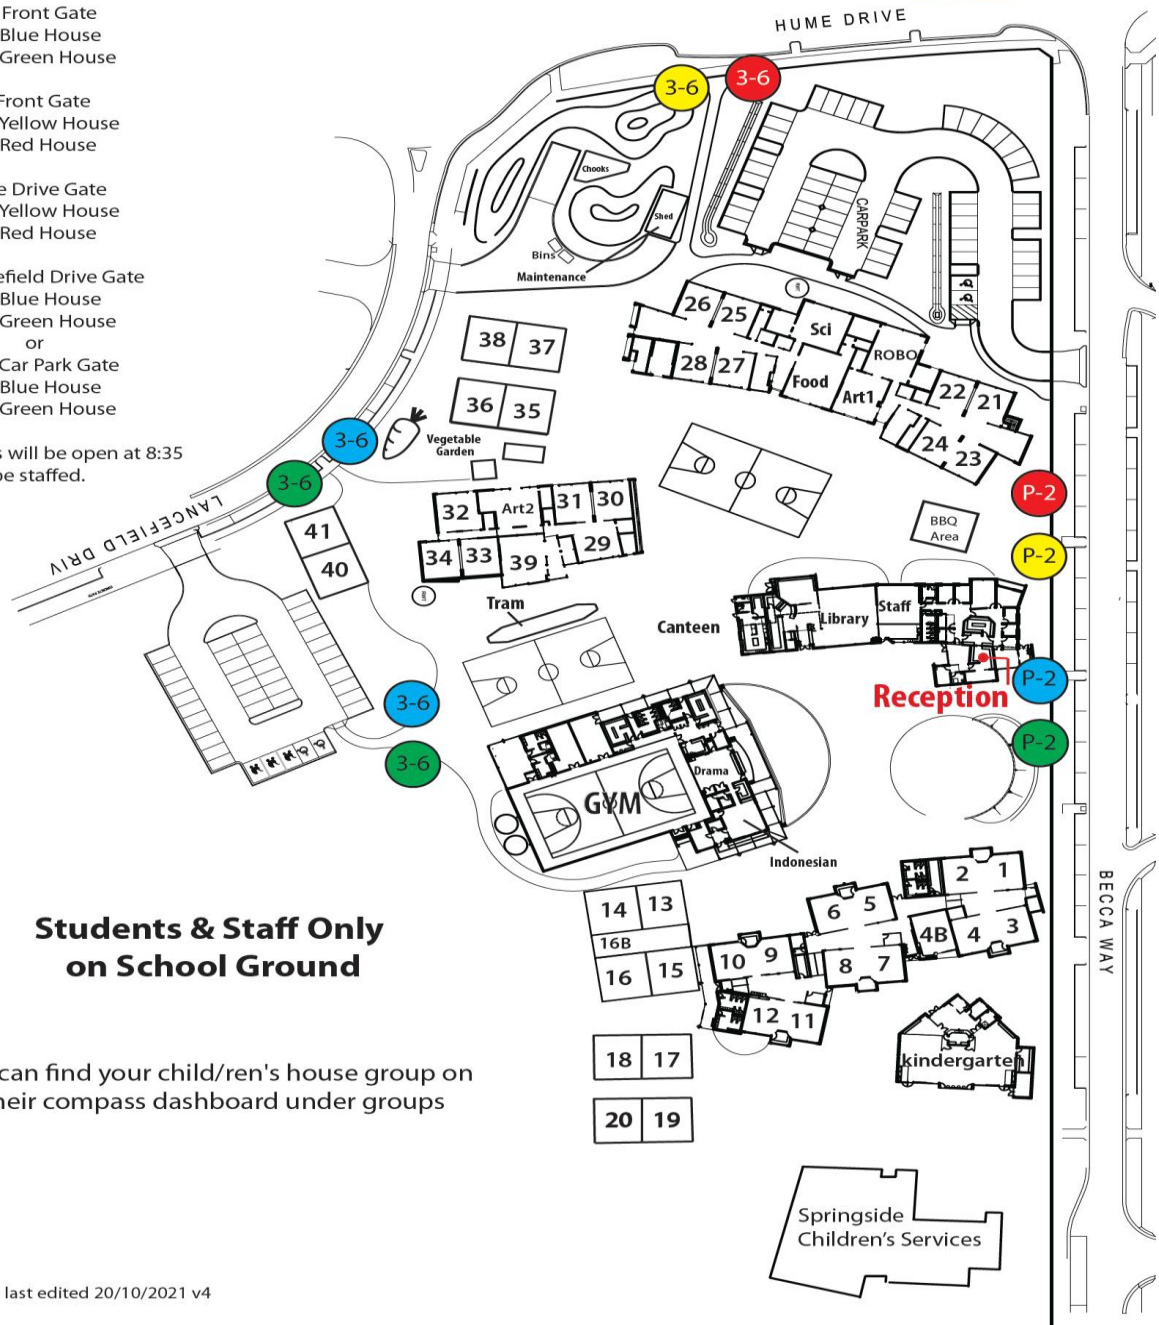 Front Gate
Blue House
Green House
Front Gate
Yellow House
Red House
e Drive Gate
Yellow House
Red House
efield Drive Gate
Blue House
Green House
or
Car Park Gate
Blue House
Green House
s will be open at 8:35
be staffed.
HUME DRIVE
3-6
3-6
Chooks
Shed
Bins
Maintenance
CARPARK
26
25
Sci
ROBO
28
27
Food
Art1
22
21
24
23
38
37
36
35
Vegetable
Garden
3-6
3-6
LANCEFIELD DRIV
41
40
32
Art2
31
30
34
33
39
29
P-2
BBQ
Area
P-2
Tram
Canteen
Library
Staff
Reception
P-2
P-2
3-6
3-6
Drama
GYM
Indonesian
BECCA WAY
2
1
6
5
4B
4
3
14
13
16B
16
15
10
9
8
7
12
11
18
17
20
19
kindergarten
Students & Staff Only
on School Ground
can find your child/ren's house group on
heir compass dashboard under groups
Springside
Children's Services
last edited 20/10/2021 v4